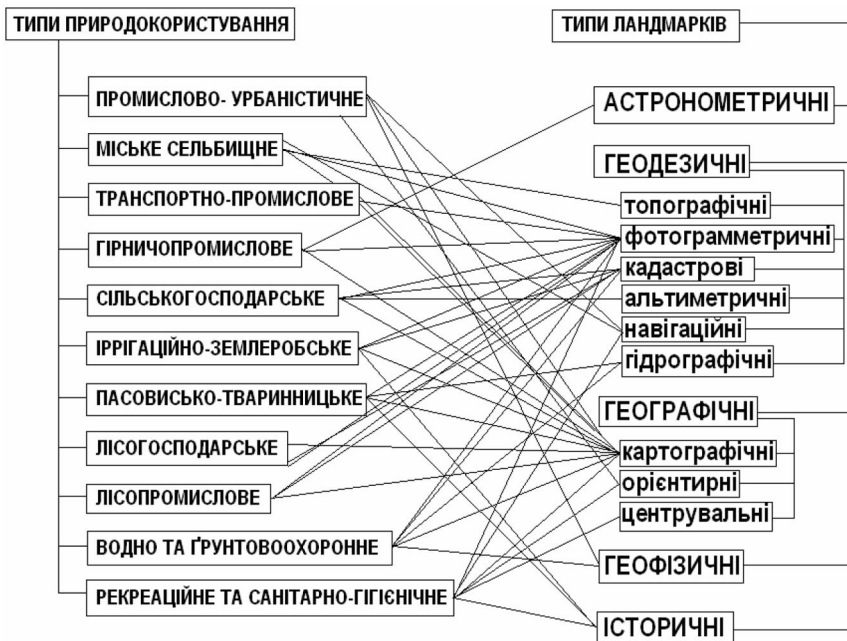 ТИПИ ПРИРОДОКОРИСТУВАННЯ
ПРОМИСЛОВО- УРБАНІСТИЧНЕ
МІСЬКЕ СЕЛЬБИЩНЕ
ТРАНСПОРТНО-ПРОМИСЛОВЕ
ГІРНИЧОПРОМИСЛОВЕ
СІЛЬСЬКОГОСПОДАРСЬКЕ
ІРРІГАЦІЙНО-ЗЕМЛЕРОБСЬКЕ
ПАСОВИСЬКО-ТВАРИННИЦЬКЕ
ЛІСОГОСПОДАРСЬКЕ
ЛІСОПРОМИСЛОВЕ
ВОДНО ТА ҐРУНТОВООХОРОННЕ
РЕКРЕАЦІЙНЕ ТА САНІТАРНО-ГІГІЄНІЧНЕ
ТИПИ ЛАНДМАРКІВ
АСТРОНОМЕТРИЧНІ
ГЕОДЕЗИЧНІ
топографічні
фотограмметричні
кадастрові
альтиметричні
навігаційні
гідрографічні
ГЕОГРАФІЧНІ
картографічні
орієнтирні
центрувальні
ГЕОФІЗИЧНІ
ІСТОРИЧНІ